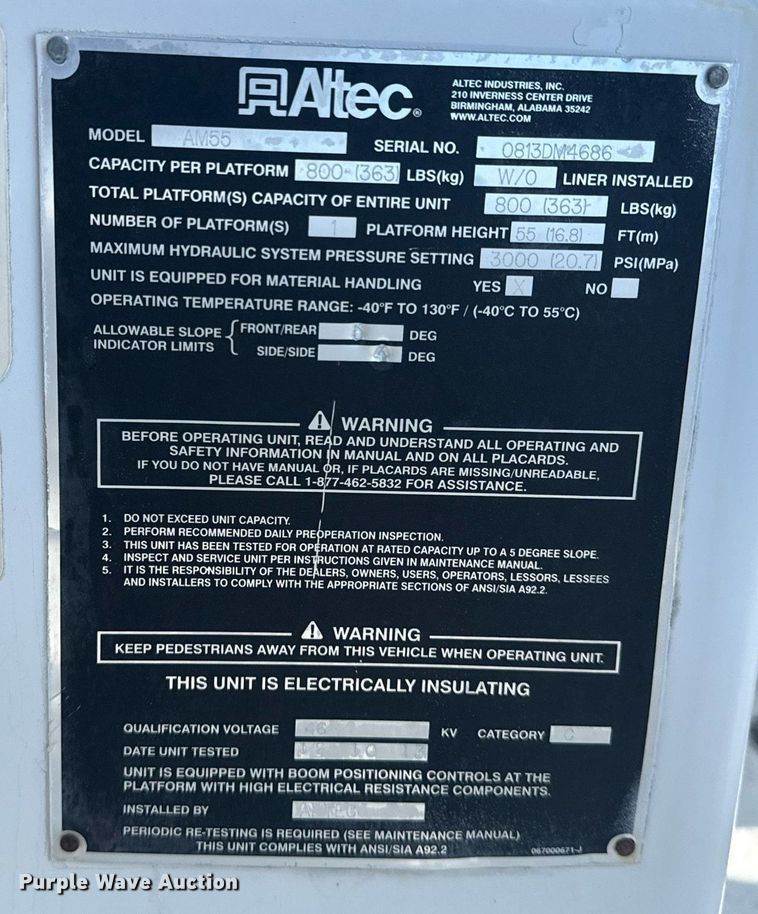 Altec®
ALTEC INDUSTRIES, INC.
210 INVERNESS CENTER DRIVE
BIRMINGHAM, ALABAMA 35242
WWW.ALTEC.COM
MODEL AM55 SERIAL NO. 0813DM4686
CAPACITY PER PLATFORM 800 (363) LBS(kg) W/O LINER INSTALLED
TOTAL PLATFORM(S) CAPACITY OF ENTIRE UNIT 800 (363) LBS(kg)
NUMBER OF PLATFORM(S) 1 PLATFORM HEIGHT 55 (16.8) FT(m)
MAXIMUM HYDRAULIC SYSTEM PRESSURE SETTING 3000 (20.7) PSI(MPa)
UNIT IS EQUIPPED FOR MATERIAL HANDLING YES X NO
OPERATING TEMPERATURE RANGE: -40°F TO 130°F / (-40°C TO 55°C)
ALLOWABLE SLOPE { FRONT/REAR DEG
INDICATOR LIMITS SIDE/SIDE DEG
WARNING
BEFORE OPERATING UNIT, READ AND UNDERSTAND ALL OPERATING AND
SAFETY INFORMATION IN MANUAL AND ON ALL PLACARDS.
IF YOU DO NOT HAVE MANUAL OR, IF PLACARDS ARE MISSING/UNREADABLE,
PLEASE CALL 1-877-462-5832 FOR ASSISTANCE.
1. DO NOT EXCEED UNIT CAPACITY.
2. PERFORM RECOMMENDED DAILY PREOPERATION INSPECTION.
3. THIS UNIT HAS BEEN TESTED FOR OPERATION AT RATED CAPACITY UP TO A 5 DEGREE SLOPE.
4. INSPECT AND SERVICE UNIT PER INSTRUCTIONS GIVEN IN MAINTENANCE MANUAL.
5. IT IS THE RESPONSIBILITY OF THE DEALERS, OWNERS, USERS, OPERATORS, LESSORS, LESSEES
AND INSTALLERS TO COMPLY WITH THE APPROPRIATE SECTIONS OF ANSI/SIA A92.2.
WARNING
KEEP PEDESTRIANS AWAY FROM THIS VEHICLE WHEN OPERATING UNIT.
THIS UNIT IS ELECTRICALLY INSULATING
QUALIFICATION VOLTAGE 46 KV CATEGORY C
DATE UNIT TESTED
UNIT IS EQUIPPED WITH BOOM POSITIONING CONTROLS AT THE
PLATFORM WITH HIGH ELECTRICAL RESISTANCE COMPONENTS.
INSTALLED BY
PERIODIC RE-TESTING IS REQUIRED (SEE MAINTENANCE MANUAL)
THIS UNIT COMPLIES WITH ANSI/SIA A92.2 067000671-J
Purple Wave Auction